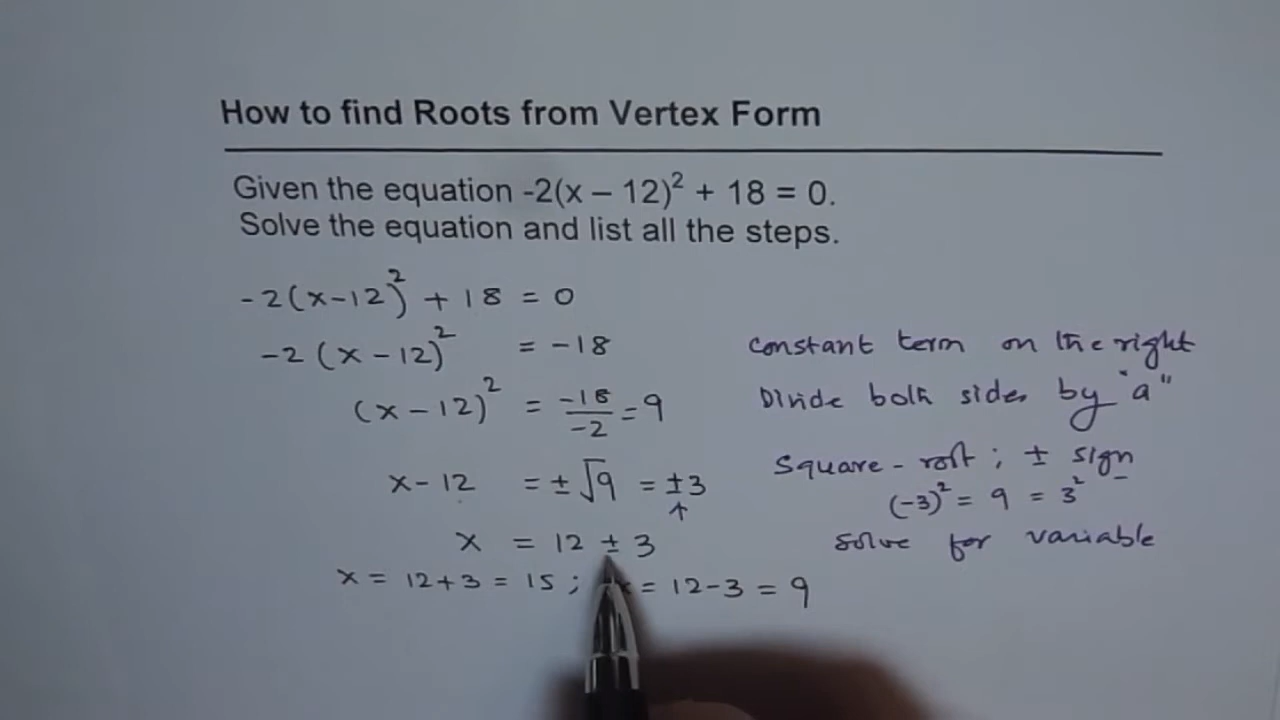 How to find Roots from Vertex Form
Given the equation -2(x – 12)² + 18 = 0.
Solve the equation and list all the steps.
-2(x-12)² + 18 = 0
-2(x-12)² = -18 constant term on the right
(x-12)² = -18/-2 = 9 Divide both sides by "a"
x-12 = ±√9 = ±3 Square-root; ± sign
↑ (-3)² = 9 = 3²
x = 12 ± 3 solve for variable
x = 12+3 = 15; = 12-3 = 9